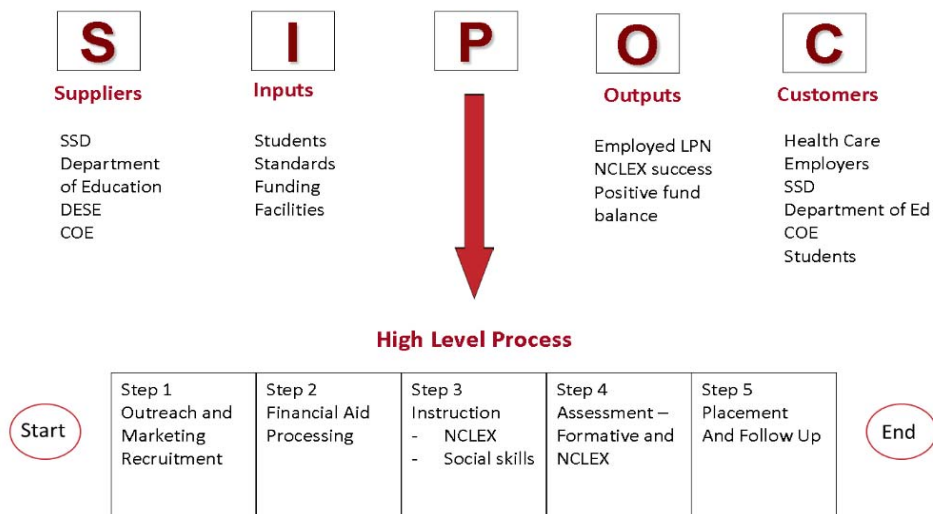 S
I
P
O
C
Suppliers
Inputs
Outputs
Customers
SSD
Department
of Education
DESE
COE
Students
Standards
Funding
Facilities
Employed LPN
NCLEX success
Positive fund
balance
Health Care
Employers
SSD
Department of Ed
COE
Students
High Level Process
Start
Step 1
Outreach and
Marketing
Recruitment
Step 2
Financial Aid
Processing
Step 3
Instruction
- NCLEX
- Social skills
Step 4
Assessment –
Formative and
NCLEX
Step 5
Placement
And Follow Up
End